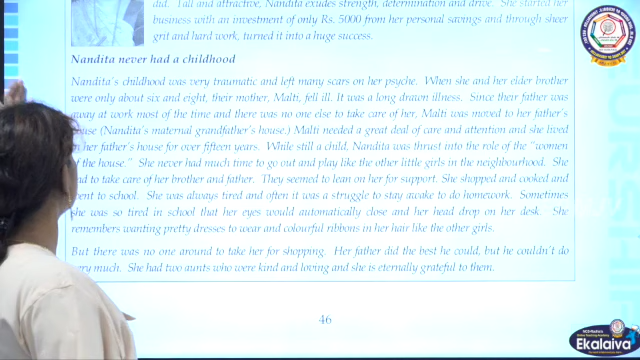 did. Tall and attractive, Nandita exudes strength, determination and drive. She started her
business with an investment of only Rs. 5000 from her personal savings and through sheer
grit and hard work, turned it into a huge success.
Nandita never had a childhood
Nandita's childhood was very traumatic and left many scars on her psyche. When she and her elder brother
were only about six and eight, their mother, Malti, fell ill. It was a long drawn illness. Since their father was
away at work most of the time and there was no one else to take care of her, Malti was moved to her father's
house (Nandita's maternal grandfather's house.) Malti needed a great deal of care and attention and she lived
her father's house for over fifteen years. While still a child, Nandita was thrust into the role of the "women
of the house." She never had much time to go out and play like the other little girls in the neighbourhood. She
to take care of her brother and father. They seemed to lean on her for support. She shopped and cooked and
went to school. She was always tired and often it was a struggle to stay awake to do homework. Sometimes
she was so tired in school that her eyes would automatically close and her head drop on her desk. She
remembers wanting pretty dresses to wear and colourful ribbons in her hair like the other girls.
But there was no one around to take her for shopping. Her father did the best he could, but he couldn't do
very much. She had two aunts who were kind and loving and she is eternally grateful to them.
46
Ekalaiva